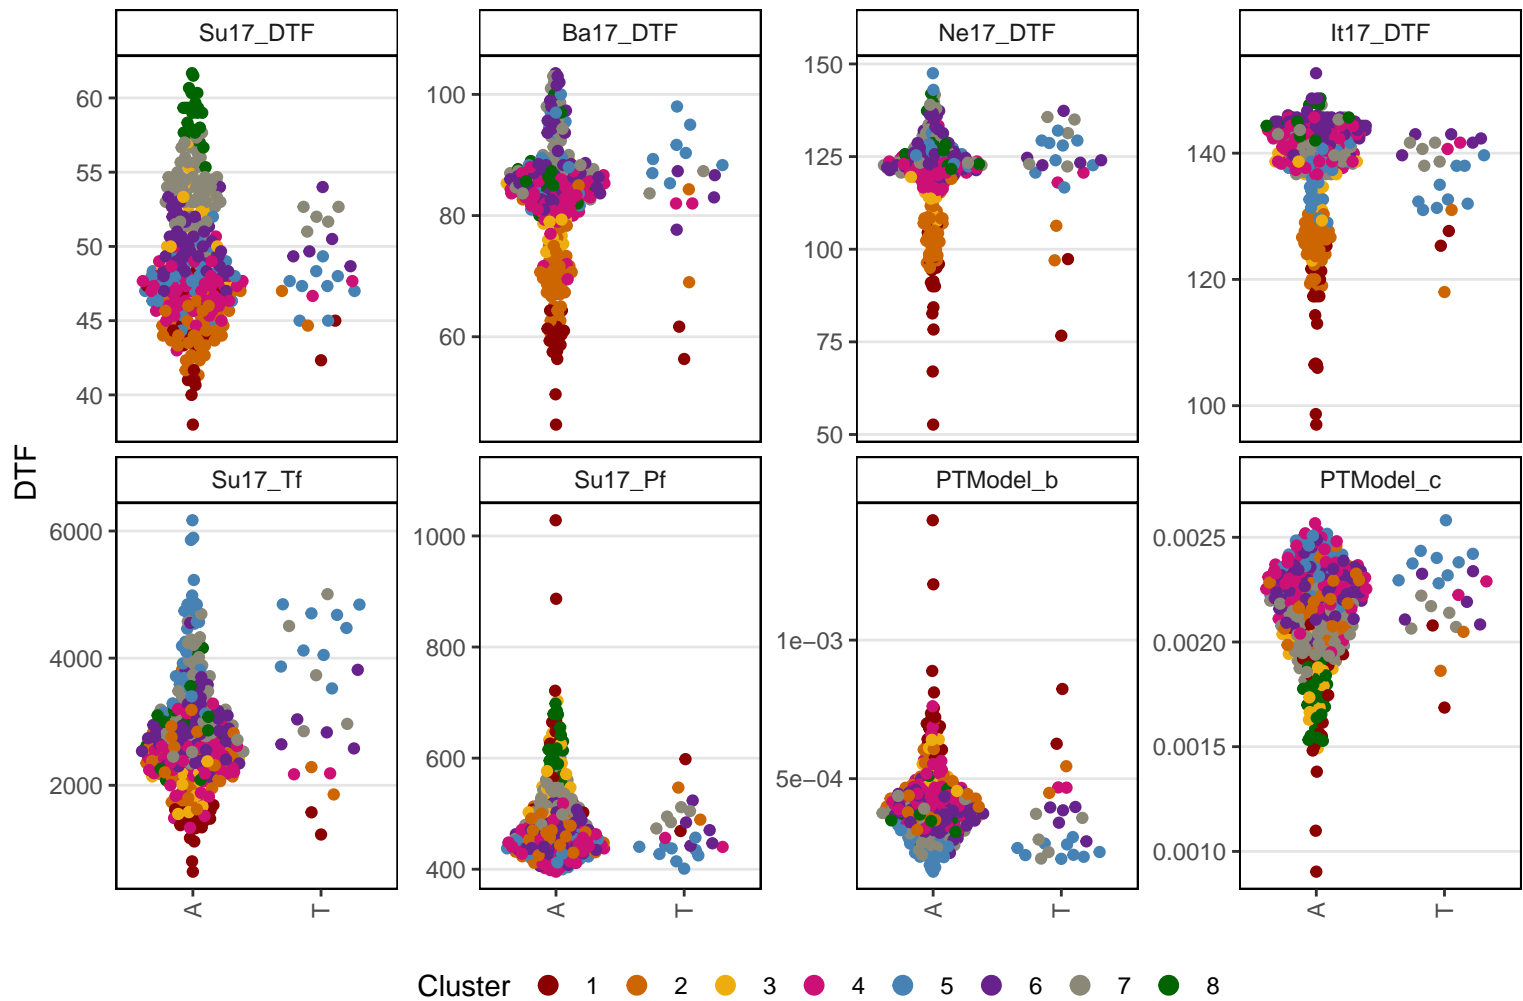 Su17_DTF
Ba17_DTF
Ne17_DTF
It17_DTF
60
55
50
45
40
100
80
60
150
125
100
75
50
140
120
100
DTF
Su17_Tf
Su17_Pf
PTModel_b
PTModel_c
6000
4000
2000
1000
800
600
400
1e−03
5e−04
0.0025
0.0020
0.0015
0.0010
A T A T A T A T
Cluster 1 2 3 4 5 6 7 8